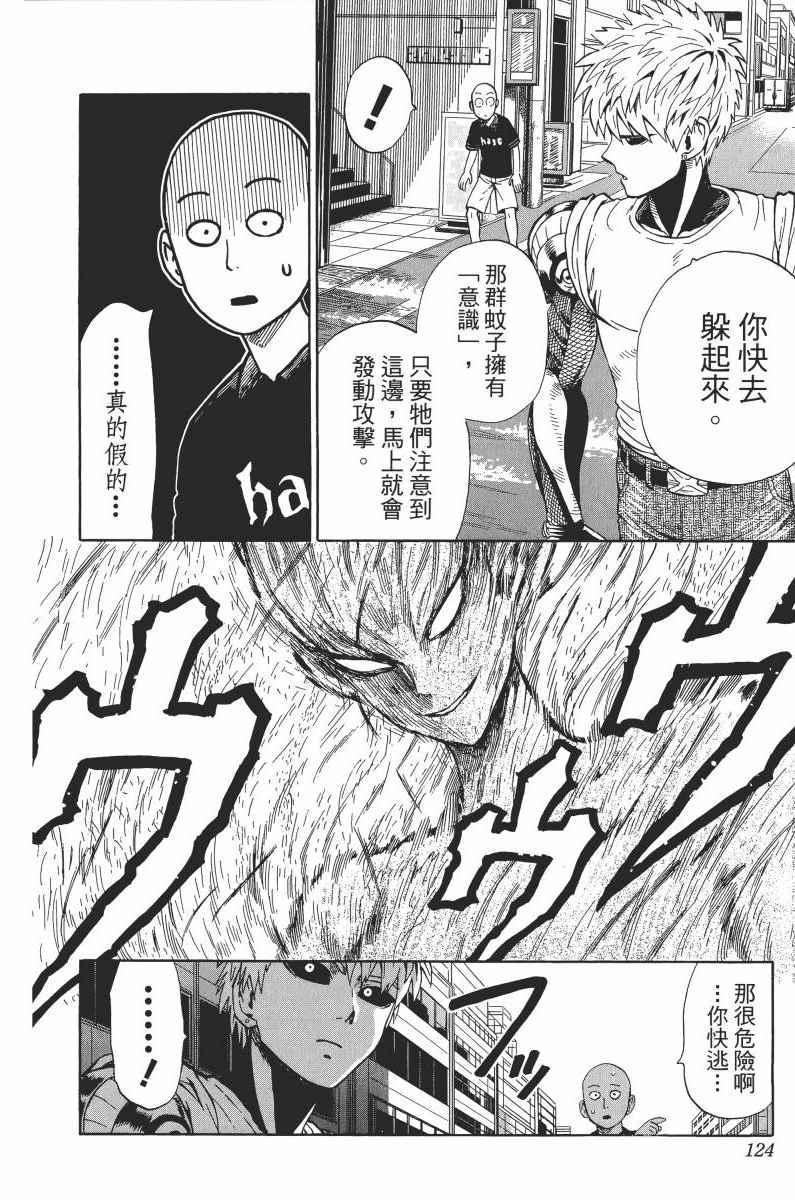 你快去
躲起來。
那群蚊子擁有
「意識」，
只要牠們注意到
這邊，馬上就會
發動攻擊。
！
hasc
……真的假的…
ha
ウ
ウ
ウ
那很危險啊
…你快逃…
フッ
………！
124